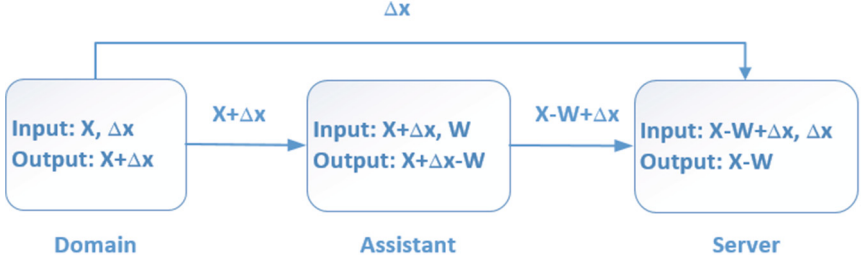 Δx
Input: X, Δx
Output: X+Δx
X+Δx
Input: X+Δx, W
Output: X+Δx-W
X-W+Δx
Input: X-W+Δx, Δx
Output: X-W
Domain
Assistant
Server